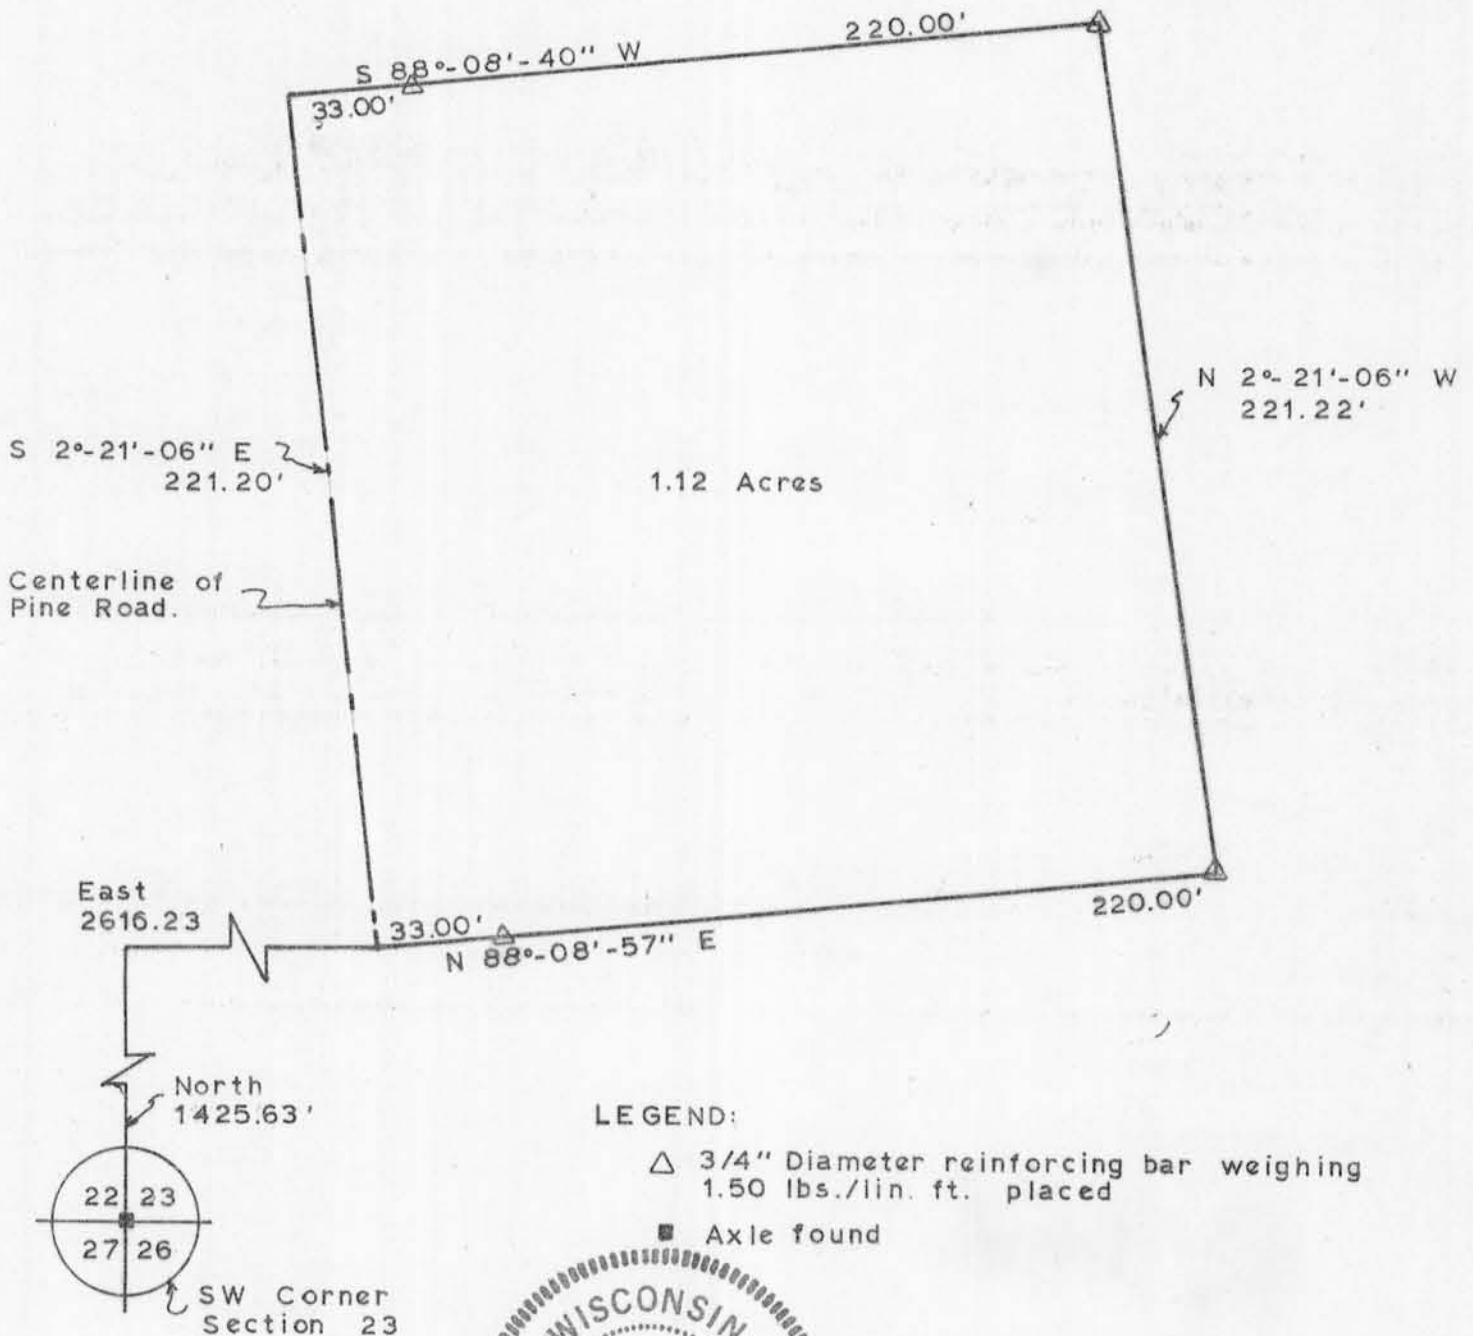 220.00'
S 88°-08'-40" W
33.00'
N 2°-21'-06" W
221.22'
S 2°-21'-06" E
221.20'
1.12 Acres
Centerline of
Pine Road.
East
2616.23
33.00'
220.00'
N 88°-08'-57" E
North
1425.63'
LEGEND:
△ 3/4" Diameter reinforcing bar weighing
1.50 lbs./lin. ft. placed
■ Axle found
22 23
27 26
SW Corner
Section 23
WISCONSIN